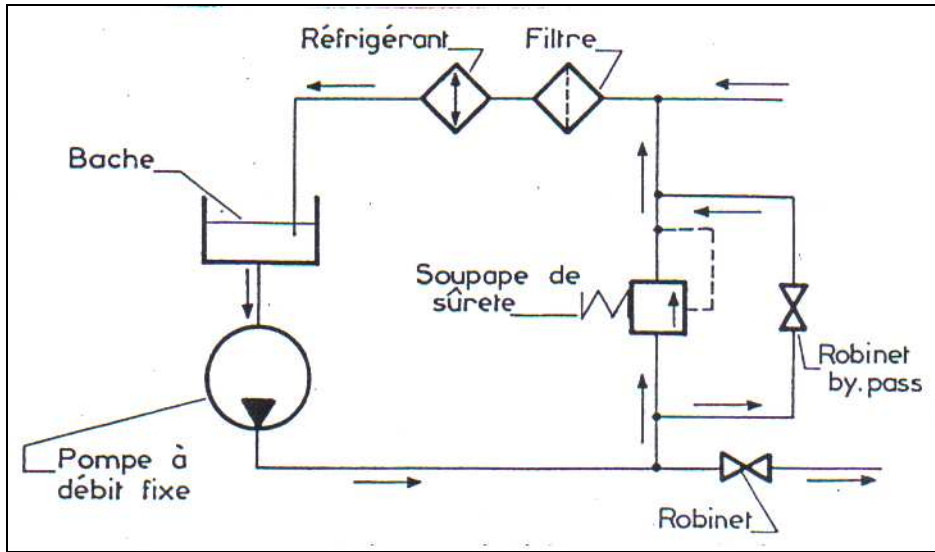 Réfrigérant
Filtre
Bache
Soupape de
sûrete
Robinet
by.pass
Pompe à
débit fixe
Robinet